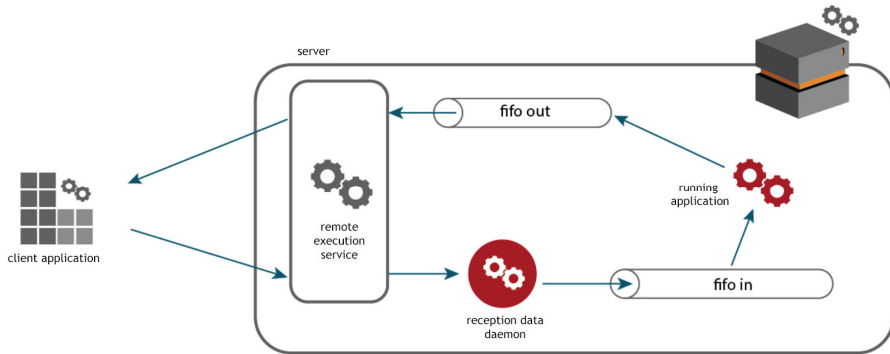 server
fifo out
running
application
remote
execution
service
client application
fifo in
reception data
daemon